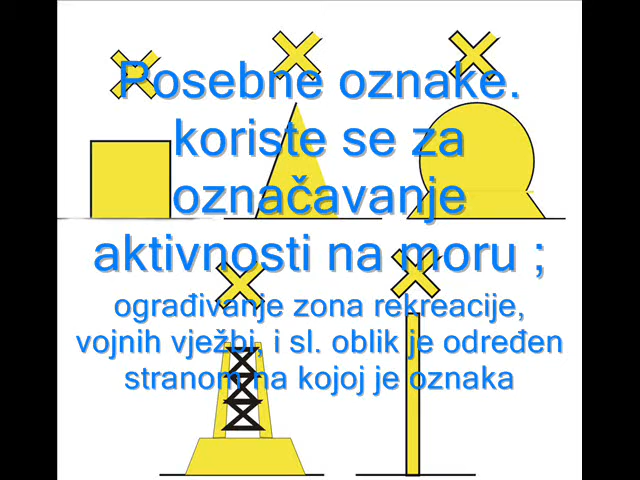 Posebne oznake.
koriste se za
označavanje
aktivnosti na moru ;
ograđivanje zona rekreacije,
vojnih vježbi, i sl. oblik je određen
stranom na kojoj je oznaka